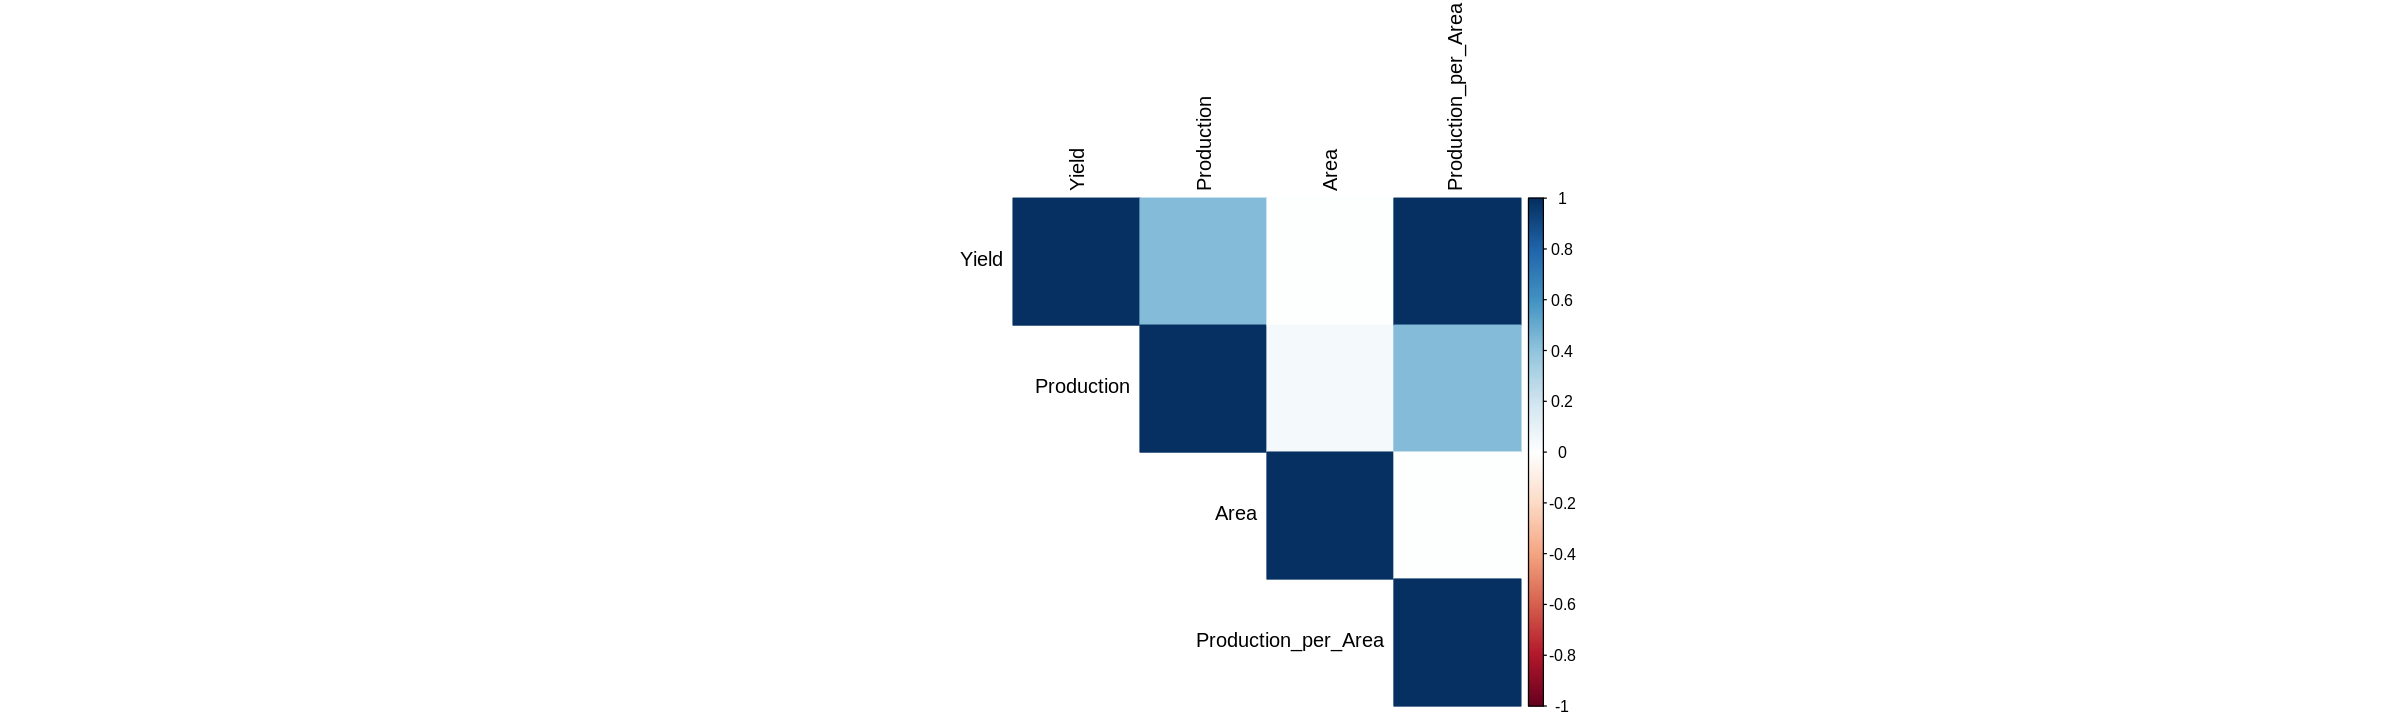 Yield
Production
Area
Production_per_Area
Yield
Production
Area
Production_per_Area
1
0.8
0.6
0.4
0.2
0
-0.2
-0.4
-0.6
-0.8
-1